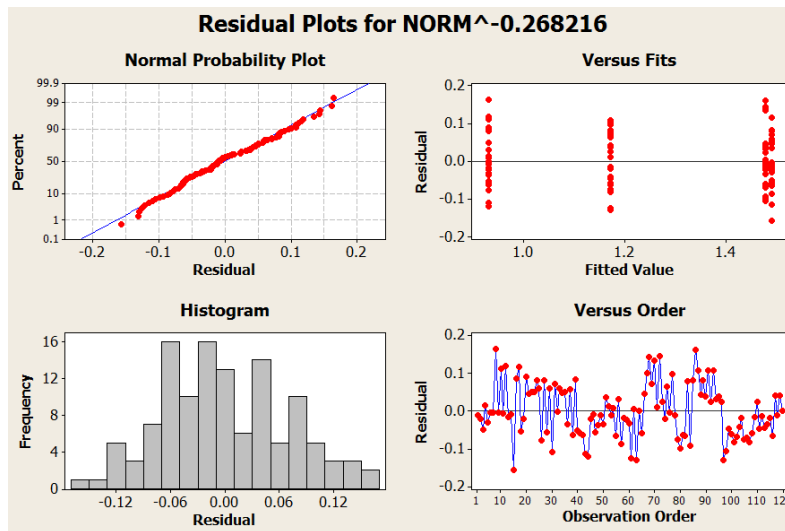 Residual Plots for NORM^-0.268216
Normal Probability Plot
99.9
99
90
50
10
1
0.1
Percent
-0.2 -0.1 0.0 0.1 0.2
Residual
Versus Fits
0.2
0.1
0.0
-0.1
-0.2
Residual
1.0 1.2 1.4
Fitted Value
Histogram
16
12
8
4
0
Frequency
-0.12 -0.06 0.00 0.06 0.12
Residual
Versus Order
0.2
0.1
0.0
-0.1
-0.2
Residual
1 10 20 30 40 50 60 70 80 90 100 110 120
Observation Order